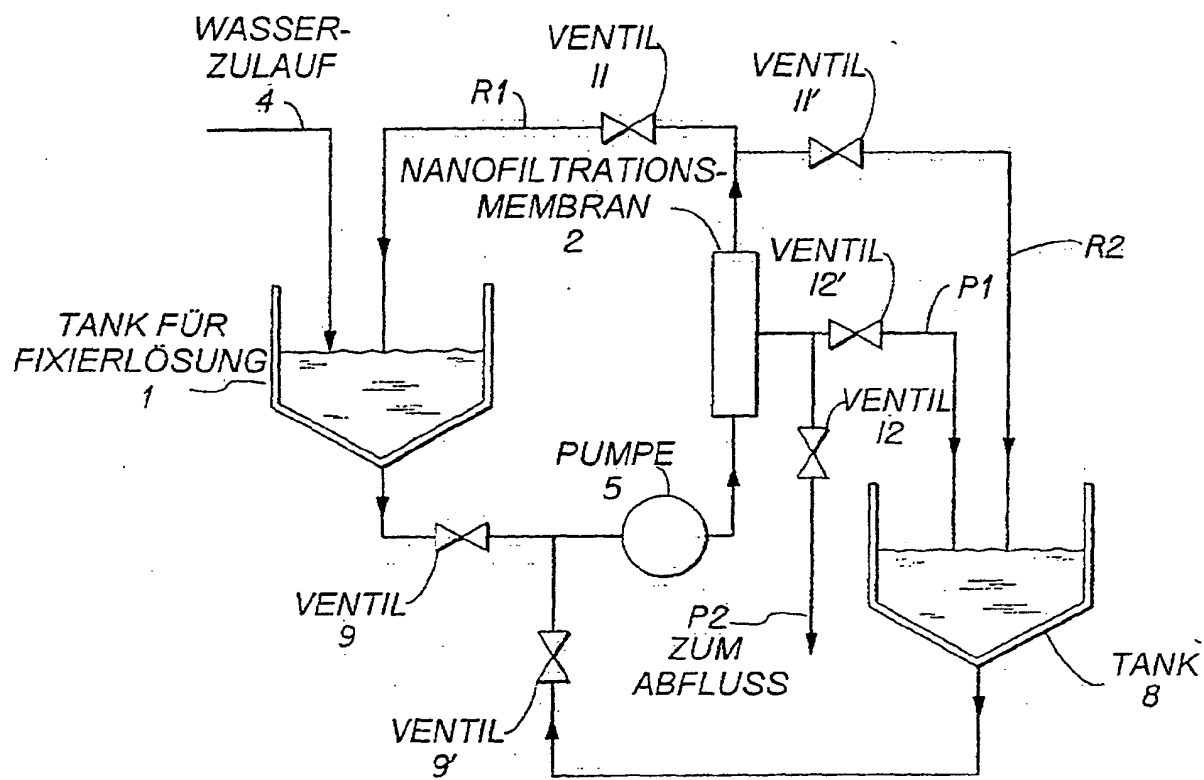 WASSER-
ZULAUF
4
VENTIL
11
VENTIL
11'
R1
NANOFILTRATIONS-
MEMBRAN
2
VENTIL
12'
P1
R2
TANK FÜR
FIXIERLÖSUNG
1
VENTIL
12
PUMPE
5
VENTIL
9
P2
ZUM
ABFLUSS
TANK
8
VENTIL
9'